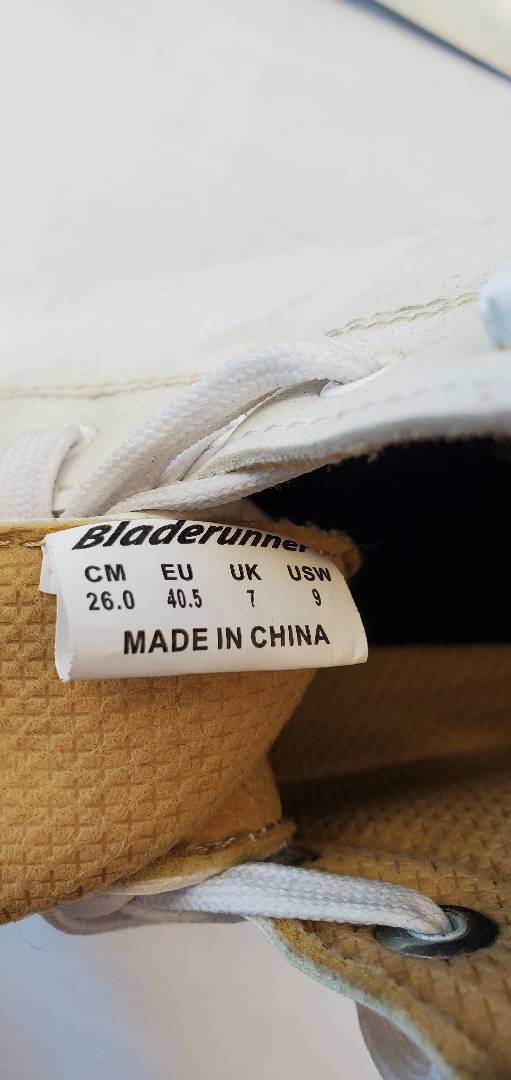 Bladerunner
CM EU UK USW
26.0 40.5 7 9
MADE IN CHINA